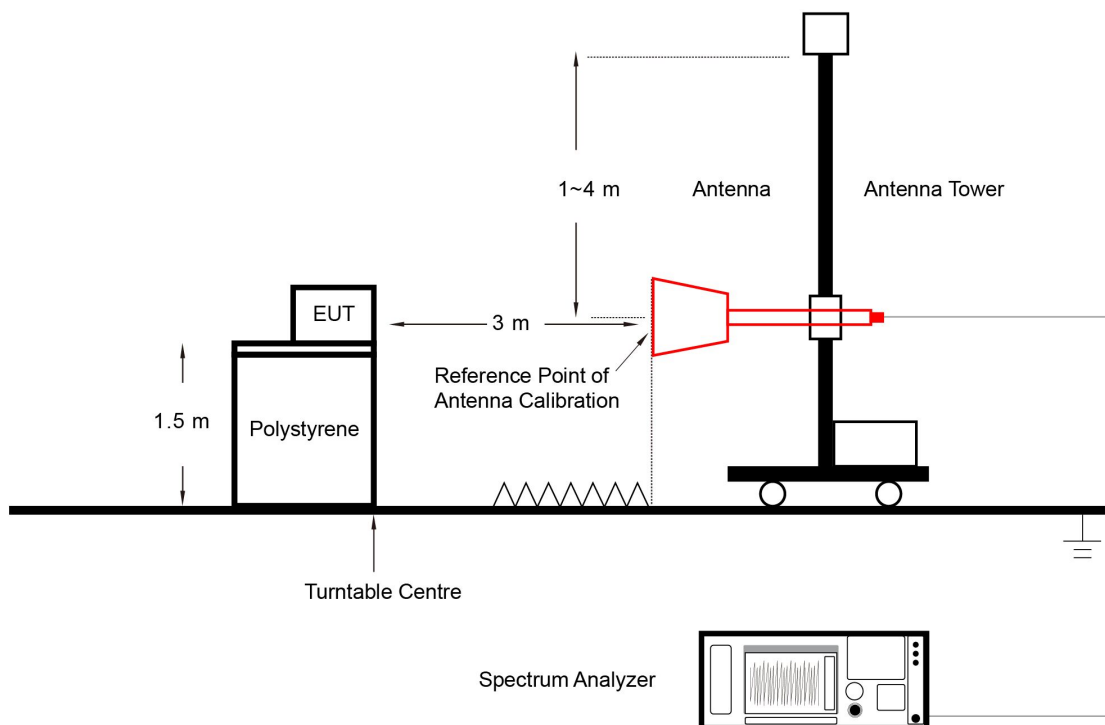 1~4 m
Antenna
Antenna Tower
EUT
3 m
Reference Point of
Antenna Calibration
1.5 m
Polystyrene
Turntable Centre
Spectrum Analyzer